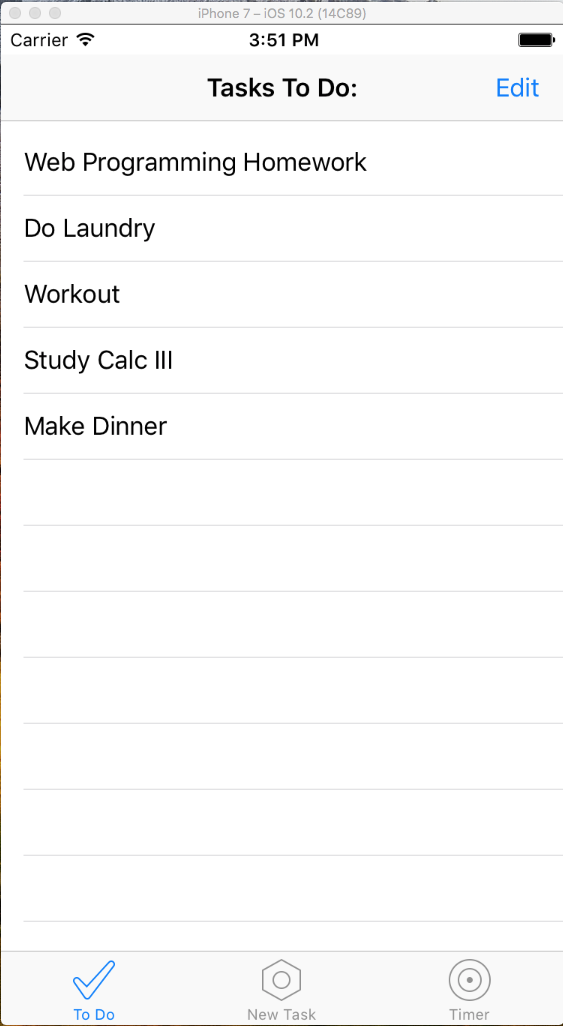 iPhone 7 – iOS 10.2 (14C89)
Carrier 3:51 PM
Tasks To Do: Edit
Web Programming Homework
Do Laundry
Workout
Study Calc III
Make Dinner
To Do New Task Timer